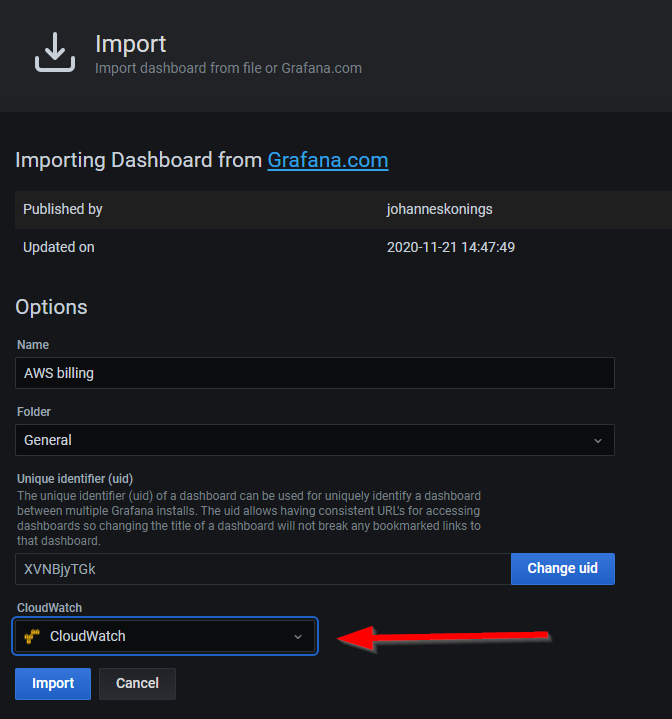 Import
Import dashboard from file or Grafana.com
Importing Dashboard from Grafana.com
Published by johanneskonings
Updated on 2020-11-21 14:47:49
Options
Name
AWS billing
Folder
General
Unique identifier (uid)
The unique identifier (uid) of a dashboard can be used for uniquely identify a dashboard
between multiple Grafana installs. The uid allows having consistent URL's for accessing
dashboards so changing the title of a dashboard will not break any bookmarked links to
that dashboard.
XVNBjyTGk Change uid
CloudWatch
CloudWatch
Import Cancel